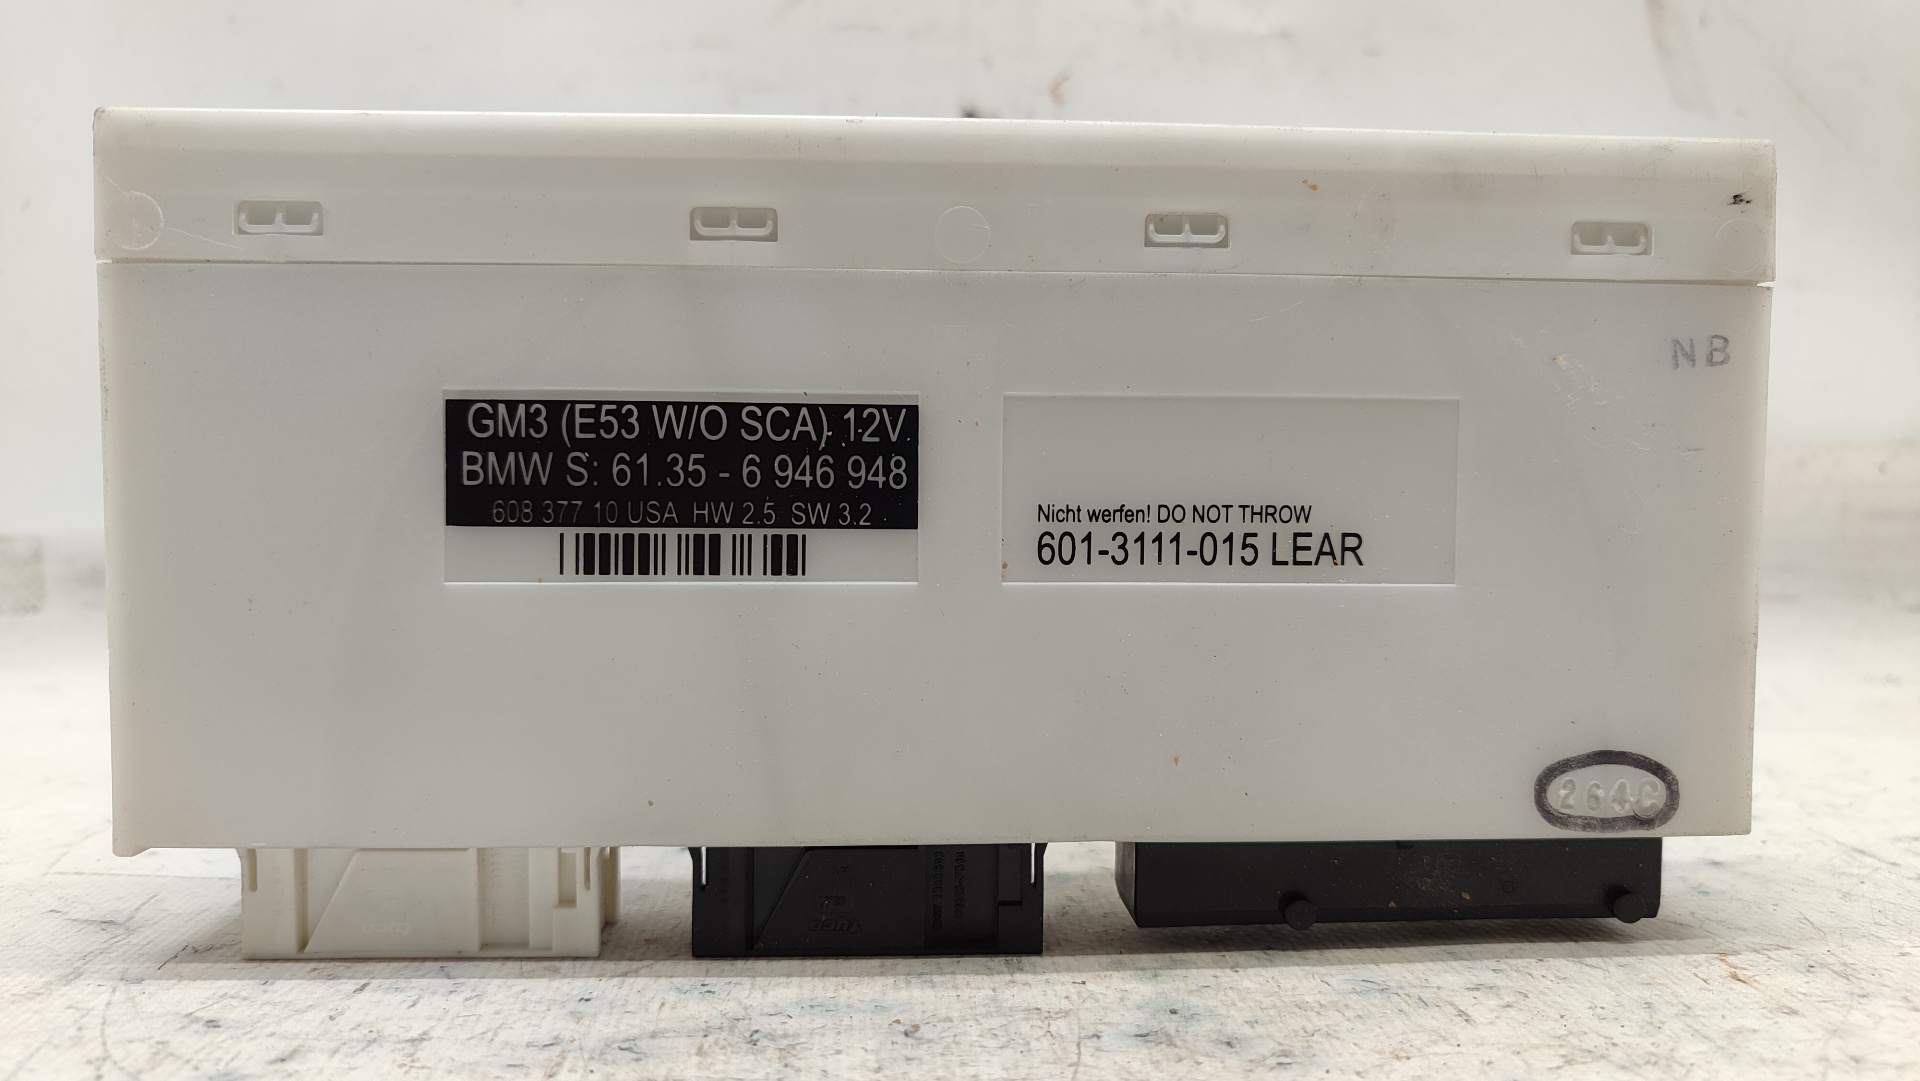 NB
GM3 (E53 W/O SCA) 12V
BMW S: 61.35 - 6 946 948
608 377 10 USA HW 2.5 SW 3.2
Nicht werfen! DO NOT THROW
601-3111-015 LEAR
264C